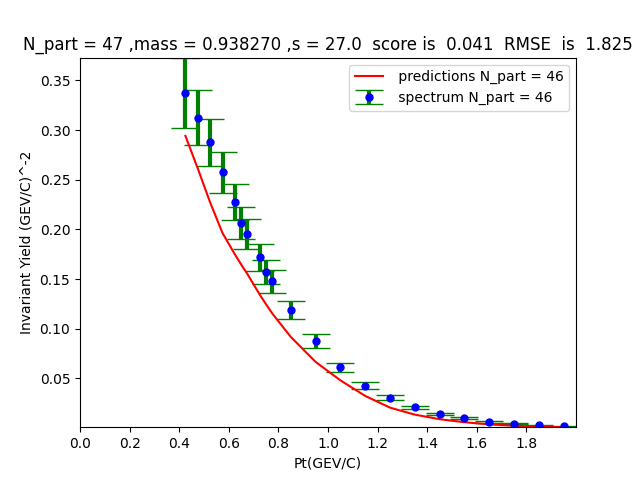 N_part = 47 ,mass = 0.938270 ,s = 27.0  score is  0.041  RMSE  is  1.825
predictions N_part = 46
spectrum N_part = 46
Invariant Yield (GEV/C)^-2
0.35
0.30
0.25
0.20
0.15
0.10
0.05
0.0 0.2 0.4 0.6 0.8 1.0 1.2 1.4 1.6 1.8
Pt(GEV/C)